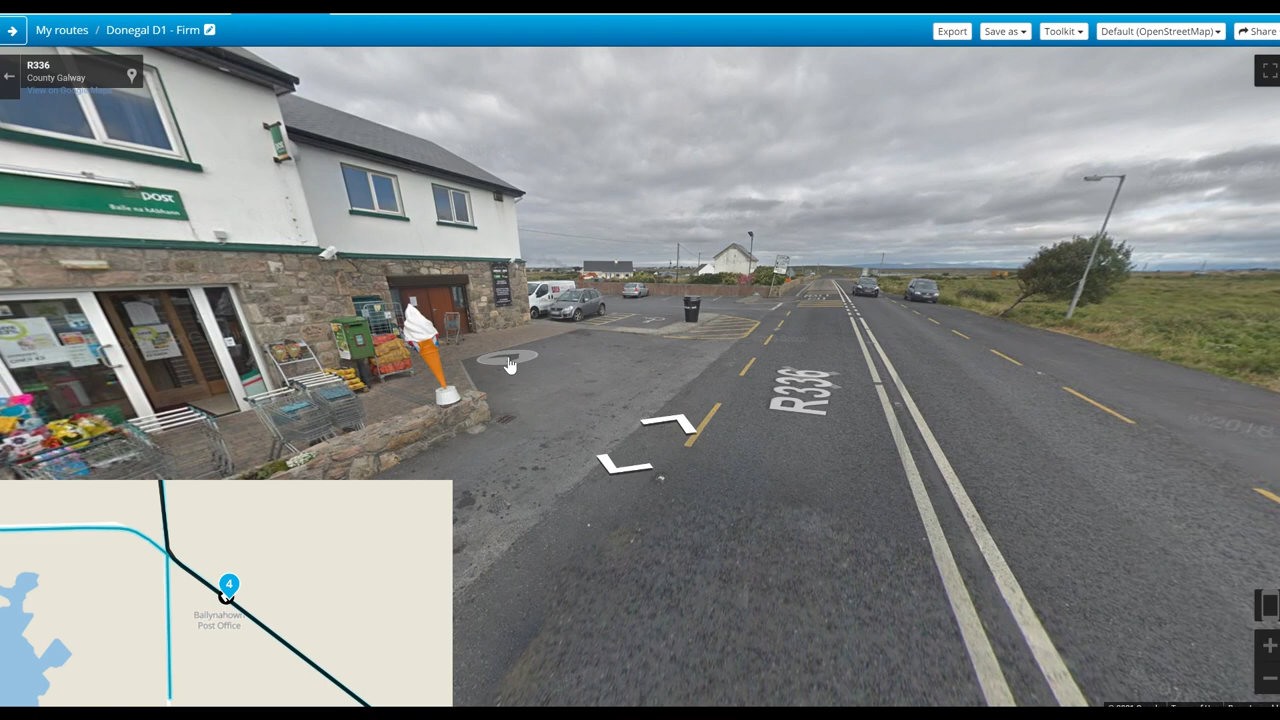 My routes / Donegal D1 - Firm
Export
Save as
Toolkit
Default (OpenStreetMap)
Share
R336
County Galway
View on Google Maps
post
Baile na hAbhann
R336
4
Ballynahown
Post Office